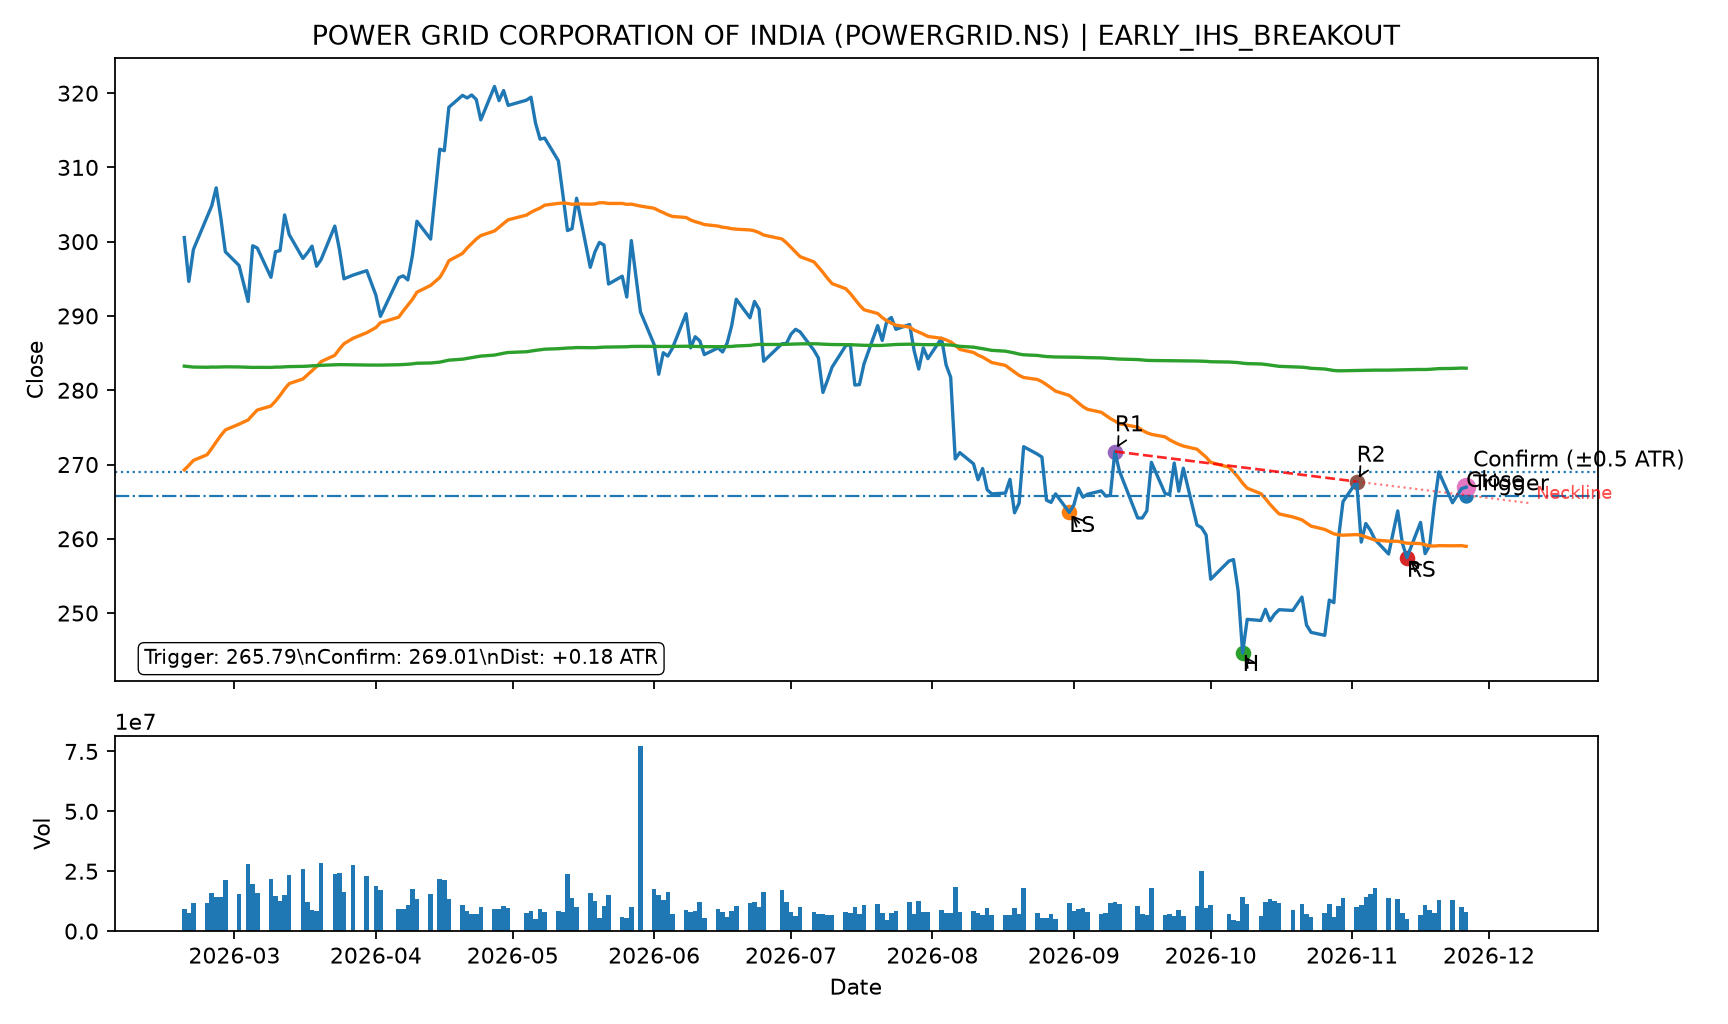 POWER GRID CORPORATION OF INDIA (POWERGRID.NS) | EARLY_IHS_BREAKOUT
Close
320
310
300
290
280
270
260
250
R1
R2
LS
H
RS
Confirm (±0.5 ATR)
Close
Trigger
Neckline
Trigger: 265.79\nConfirm: 269.01\nDist: +0.18 ATR
1e7
Vol
7.5
5.0
2.5
0.0
2026-03 2026-04 2026-05 2026-06 2026-07 2026-08 2026-09 2026-10 2026-11 2026-12
Date